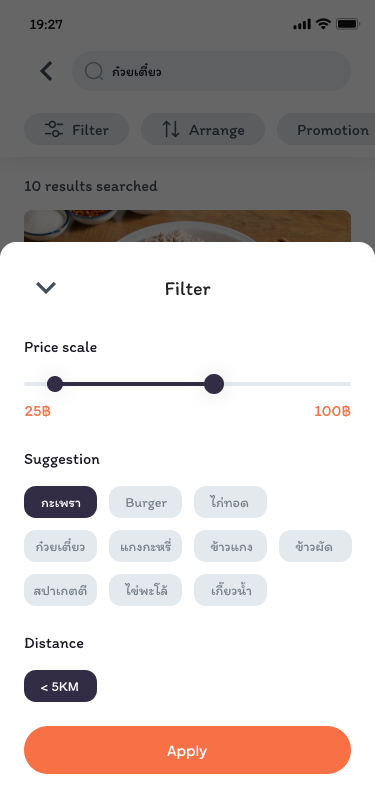 19:27
ก๋วยเตี๋ยว
Filter Arrange Promotion
10 results searched
Filter
Price scale
25฿ 100฿
Suggestion
กะเพรา Burger ไก่ทอด
ก๋วยเตี๋ยว แกงกะหรี่ ข้าวแกง ข้าวผัด
สปาเกตตี ไข่พะโล้ เกี๊ยวน้ำ
Distance
< 5KM
Apply